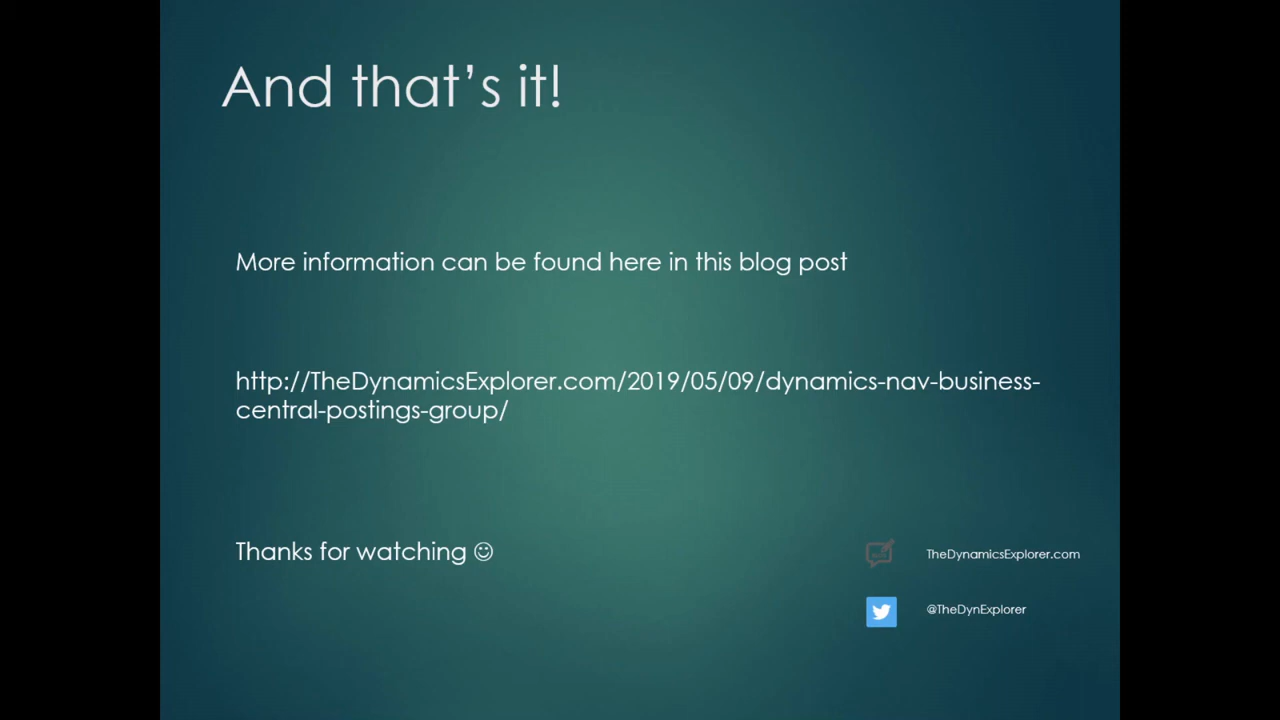 And that’s it!
More information can be found here in this blog post
http://TheDynamicsExplorer.com/2019/05/09/dynamics-nav-business-
central-postings-group/
Thanks for watching ☺
TheDynamicsExplorer.com
@TheDynExplorer